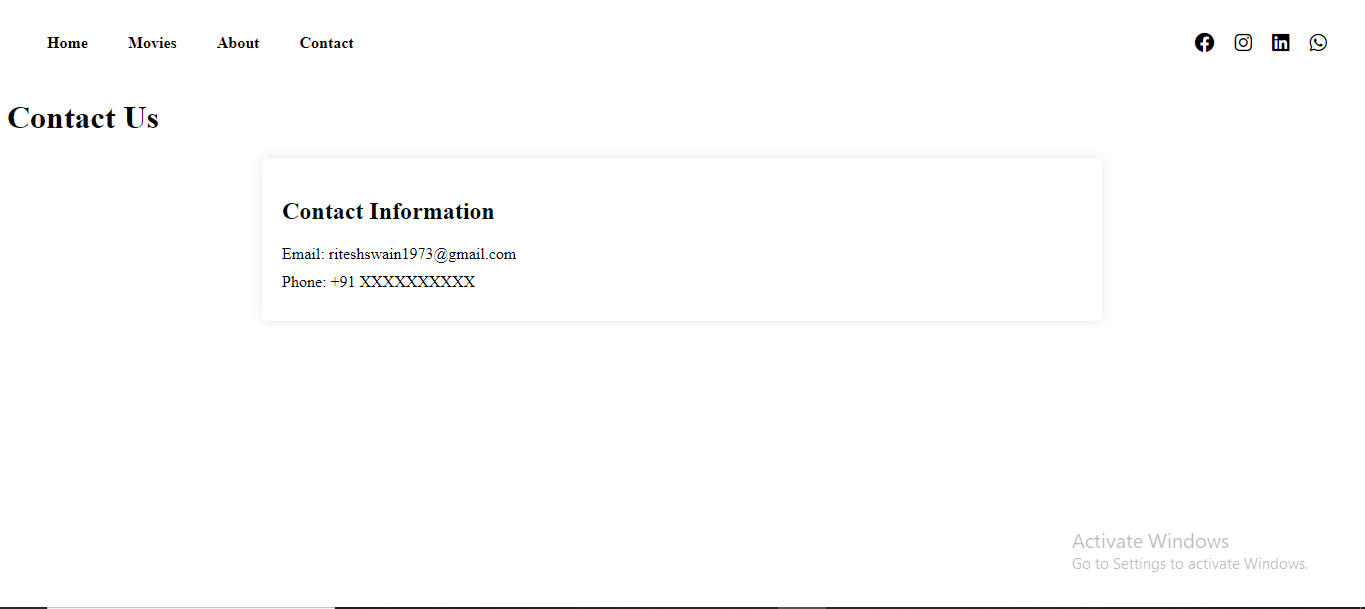 Home Movies About Contact
Contact Us
Contact Information
Email: riteshswain1973@gmail.com
Phone: +91 XXXXXXXXXX
Activate Windows
Go to Settings to activate Windows.